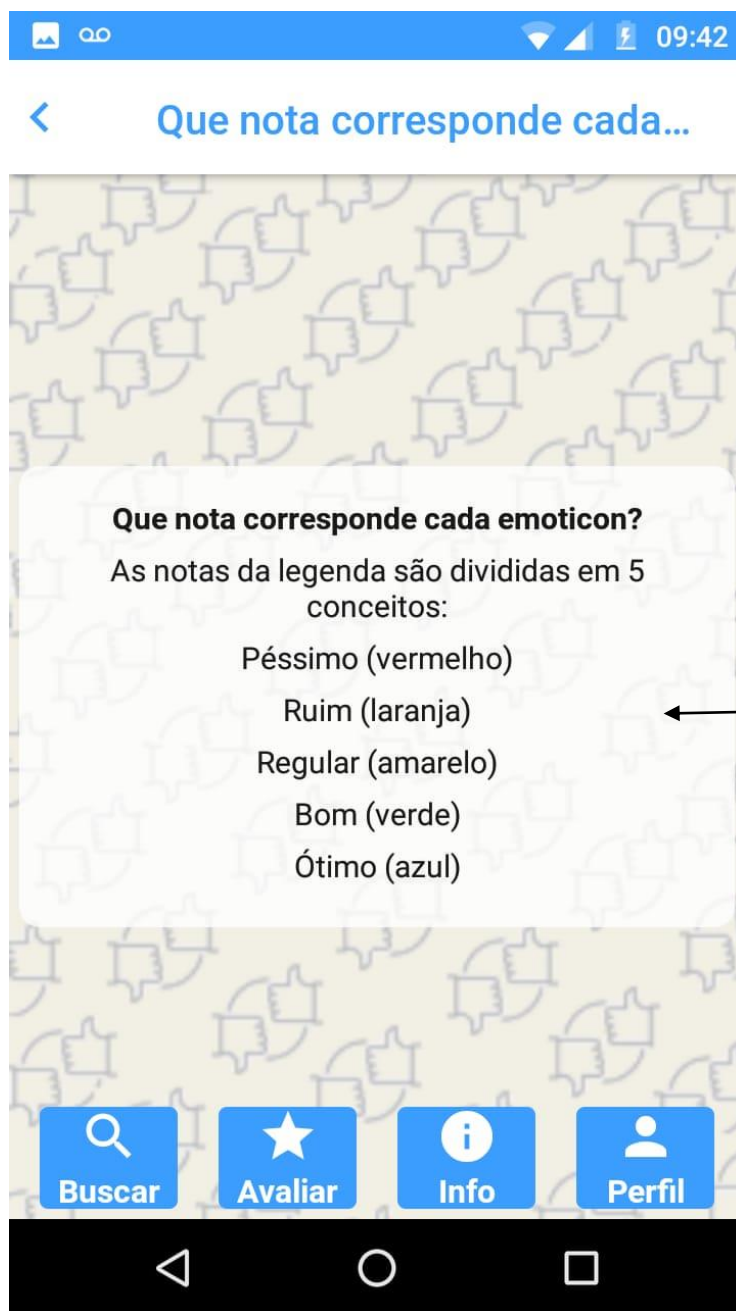 09:42
Que nota corresponde cada...
Que nota corresponde cada emoticon?
As notas da legenda são divididas em 5
conceitos:
Péssimo (vermelho)
Ruim (laranja)
Regular (amarelo)
Bom (verde)
Ótimo (azul)
Buscar Avaliar Info Perfil